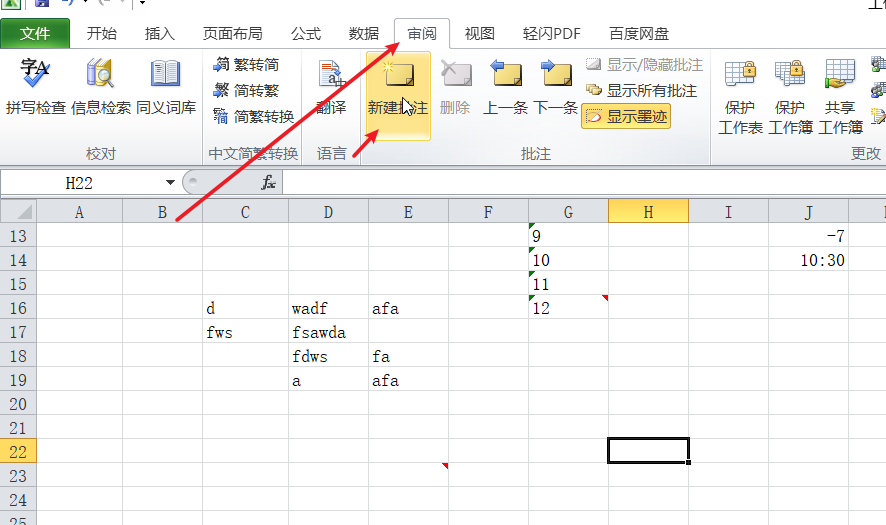 工
文件 开始 插入 页面布局 公式 数据 审阅 视图 轻闪PDF 百度网盘
字A 简 繁转简 显示/隐藏批注
繁 简转繁 显示所有批注
拼写检查 信息检索 同义词库 简繁转换 翻译 新建批注 删除 上一条 下一条 显示墨迹 保护工作表 保护工作簿 共享工作簿
校对 中文简繁转换 语言 批注 更改
H22 fx
A B C D E F G H I J
13 9 -7
14 10 10:30
15 11
16 d wadf afa 12
17 fws fsawda
18 fdws fa
19 a afa
20
21
22
23
24
25